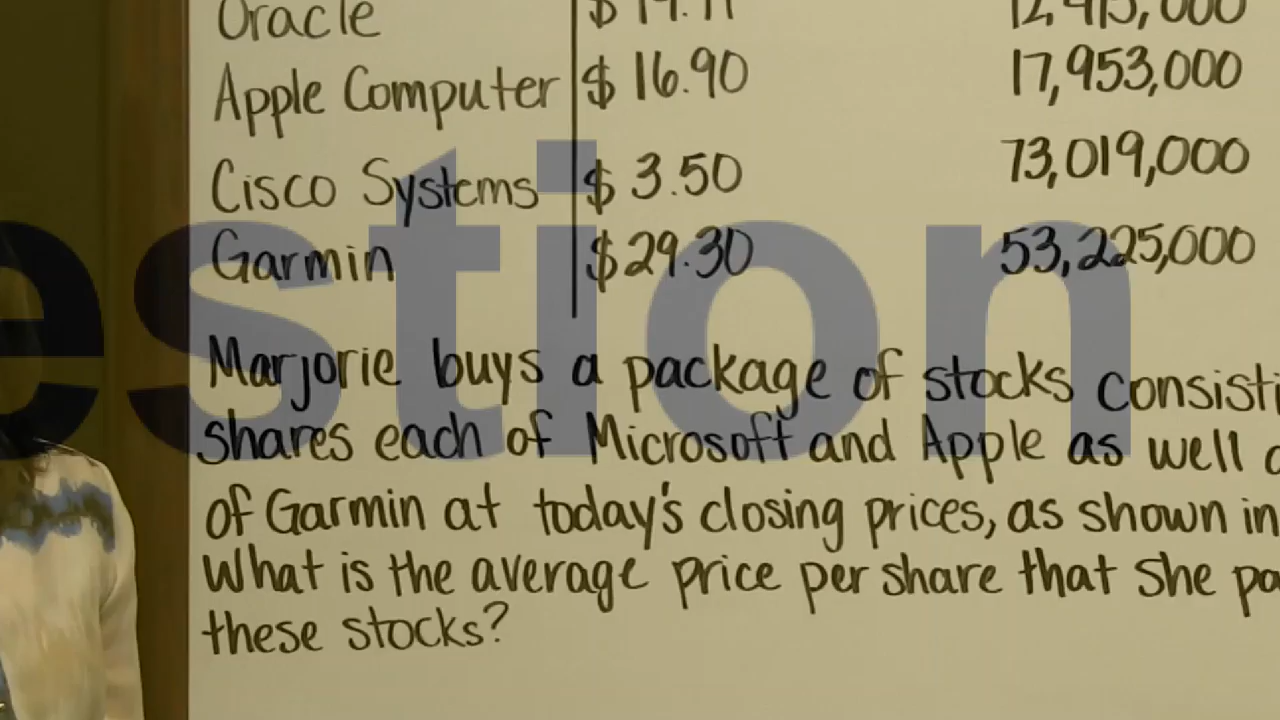 Oracle
Apple Computer $ 16.90 17,953,000
Cisco Systems $ 3.50 73,019,000
Garmin $29.30 53,225,000
estion
Marjorie buys a package of stocks
shares each of Microsoft and Apple as well
of Garmin at today's closing prices, as shown in
What is the average price per share that she
these stocks?